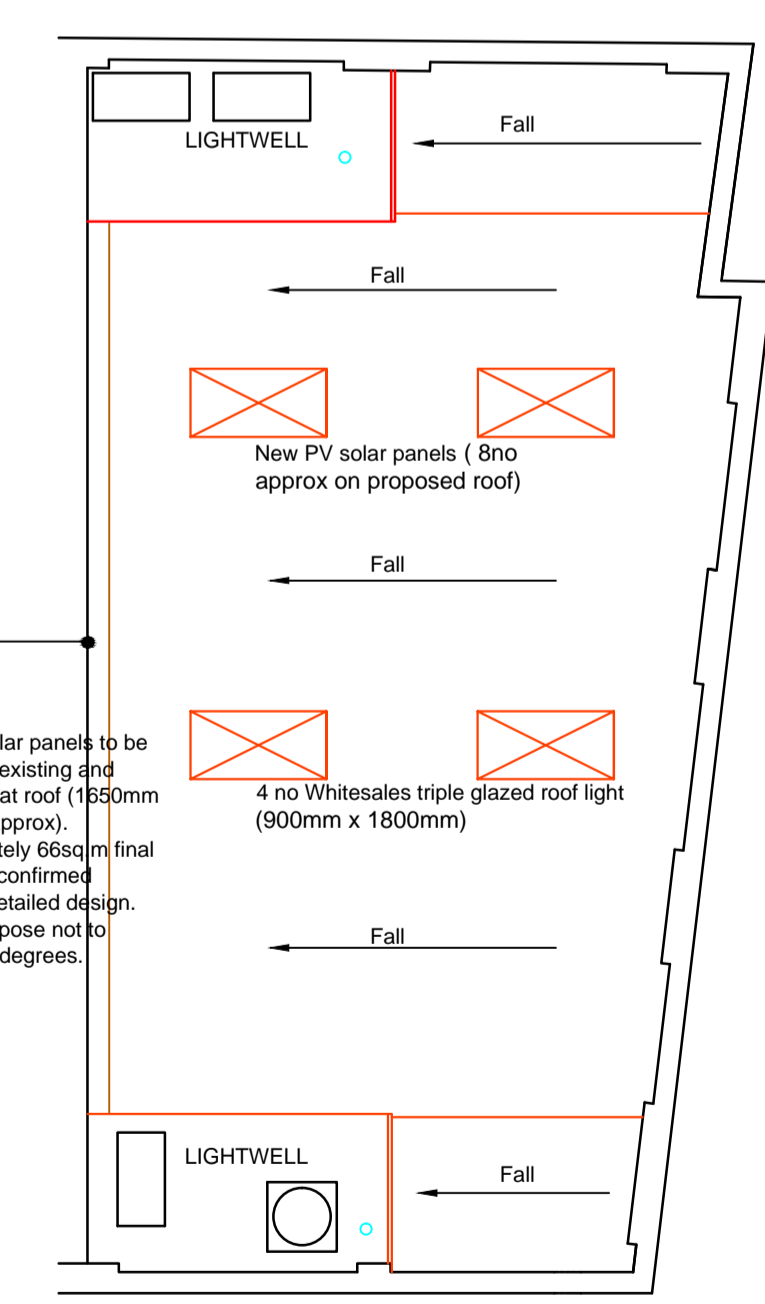 LIGHTWELL
Fall
Fall
New PV solar panels ( 8no
approx on proposed roof)
Fall
lar panels to be
existing and
at roof (1650mm
pprox).
tely 66sq.m final
confirmed
etailed design.
pose not to
degrees.
4 no Whitesales triple glazed roof light
(900mm x 1800mm)
Fall
LIGHTWELL
Fall